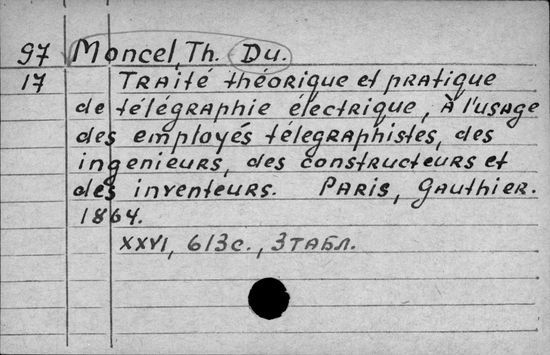 97 Moncel, Th. Du.
17 Traité théorique et pratique
de télégraphie électrique, à l'usage
des employés télegraphistes, des
ingenieurs, des constructeurs et
des inventeurs. Paris, Gauthier.
1864.
XXVI, 613с., 3табл.